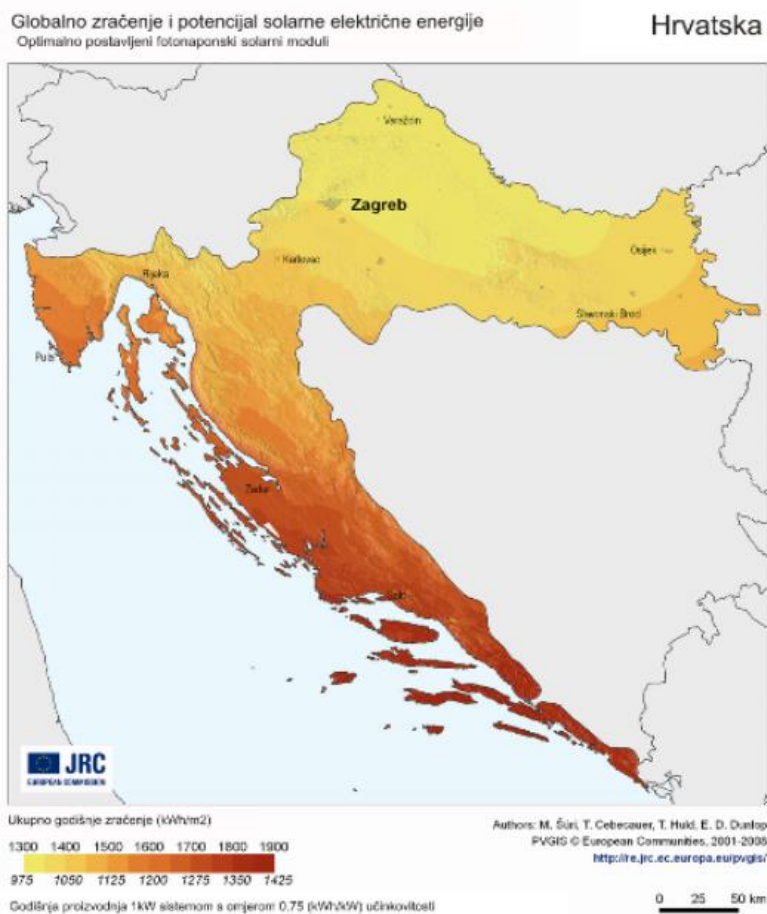 Globalno zračenje i potencijal solarne električne energije
Optimalno postavljeni fotonaponski solarni moduli
Hrvatska
Varaždin
Zagreb
Osijek
Karlovac
Rijeka
Slavonski Brod
Pula
Zadar
Split
JRC
EUROPEAN COMMISSION
Ukupno godišnje zračenje (kWh/m2)
1300 1400 1500 1600 1700 1800 1900
975 1050 1125 1200 1275 1350 1425
Godišnja proizvodnja 1kW sistemom s omjerom 0,75 (kWh/kW) učinkovitosti
Authors: M. Šúri, T. Cebecauer, T. Huld, E. D. Dunlop
PVGIS © European Communities, 2001-2008
http://re.jrc.ec.europa.eu/pvgis/
0 25 50 km